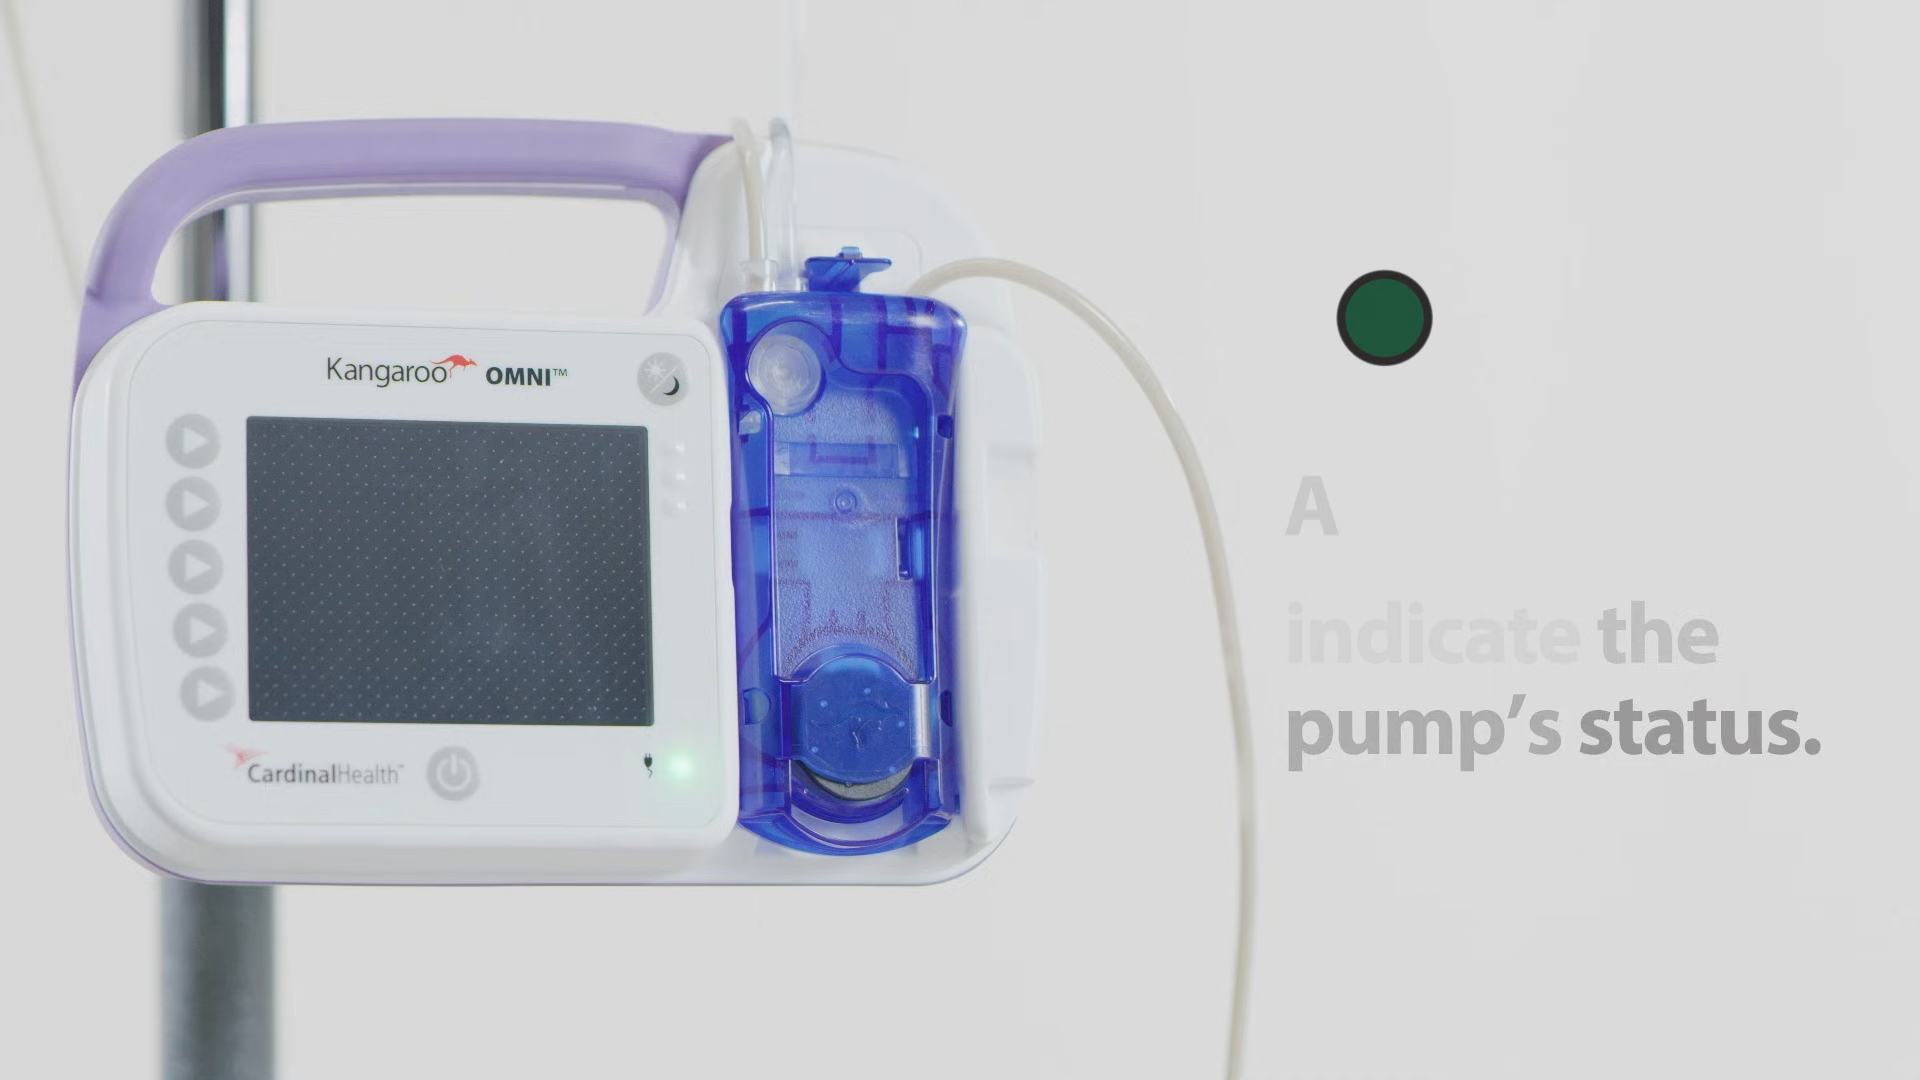 Kangaroo OMNI™
CardinalHealth™
A
indicate the
pump’s status.